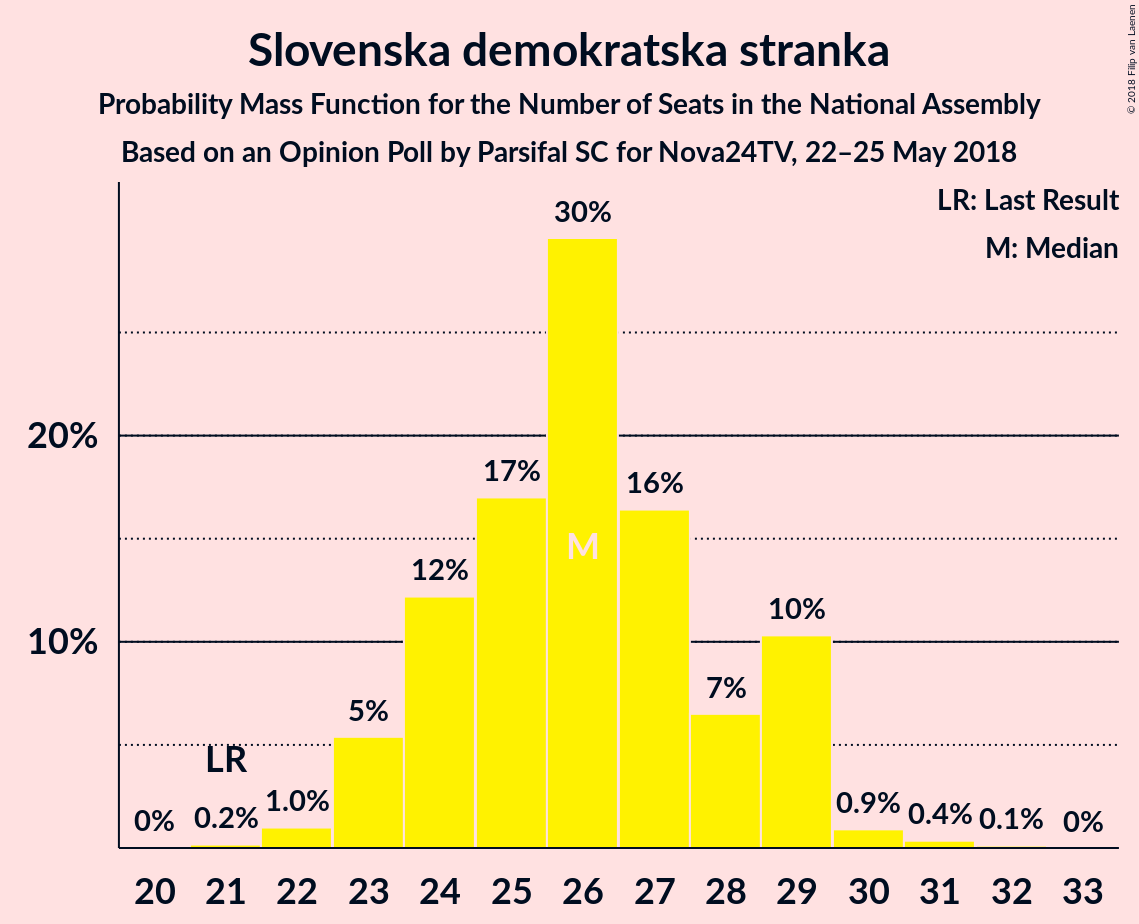 Slovenska demokratska stranka
Probability Mass Function for the Number of Seats in the National Assembly
Based on an Opinion Poll by Parsifal SC for Nova24TV, 22–25 May 2018
© 2018 Filip van Laenen
LR: Last Result
M: Median
20%
10%
0%
0.2%
1.0%
5%
12%
17%
30%
16%
7%
10%
0.9%
0.4%
0.1%
0%
LR
M
20 21 22 23 24 25 26 27 28 29 30 31 32 33